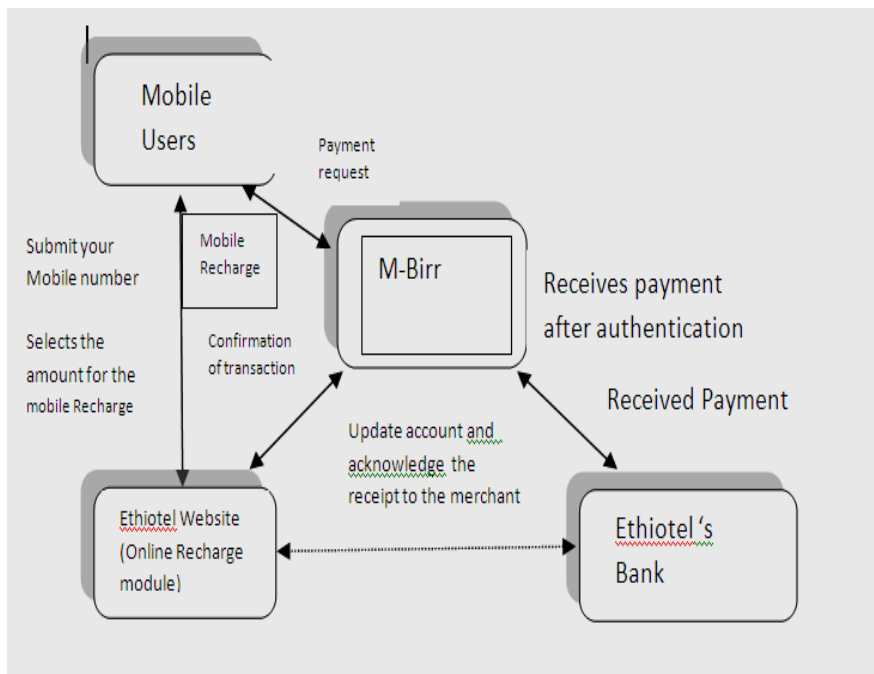 Mobile
Users
Payment
request
Submit your
Mobile number
Mobile
Recharge
M-Birr
Receives payment
after authentication
Selects the
amount for the
mobile Recharge
Confirmation
of transaction
Received Payment
Update account and
acknowledge the
receipt to the merchant
Ethiotel Website
(Online Recharge
module)
Ethiotel ‘s
Bank